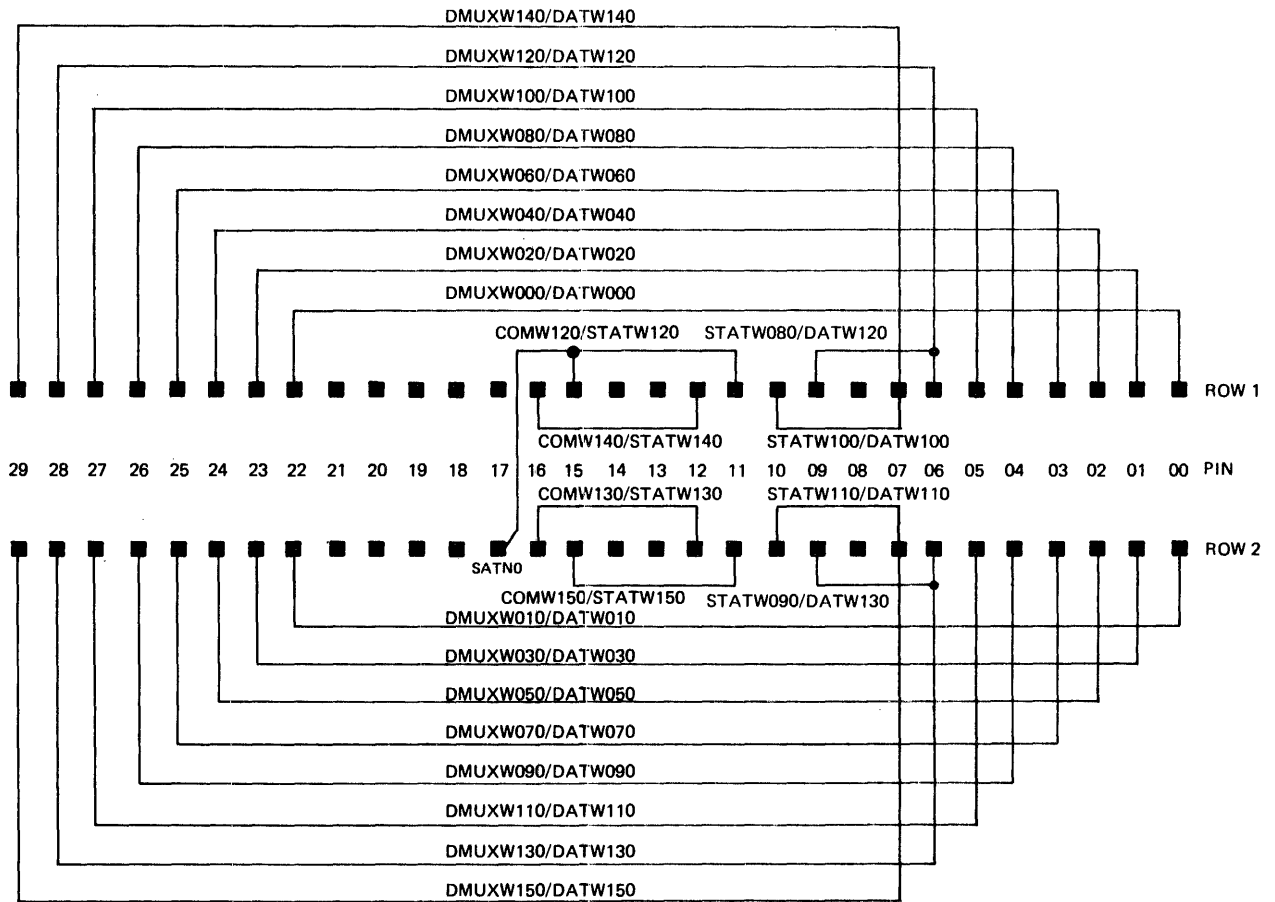 DMUXW140/DATW140
DMUXW120/DATW120
DMUXW100/DATW100
DMUXW080/DATW080
DMUXW060/DATW060
DMUXW040/DATW040
DMUXW020/DATW020
DMUXW000/DATW000
COMW120/STATW120 STATW080/DATW120
ROW 1
COMW140/STATW140 STATW100/DATW100
29 28 27 26 25 24 23 22 21 20 19 18 17 16 15 14 13 12 11 10 09 08 07 06 05 04 03 02 01 00 PIN
COMW130/STATW130 STATW110/DATW110
ROW 2
SATN0
COMW150/STATW150 STATW090/DATW130
DMUXW010/DATW010
DMUXW030/DATW030
DMUXW050/DATW050
DMUXW070/DATW070
DMUXW090/DATW090
DMUXW110/DATW110
DMUXW130/DATW130
DMUXW150/DATW150